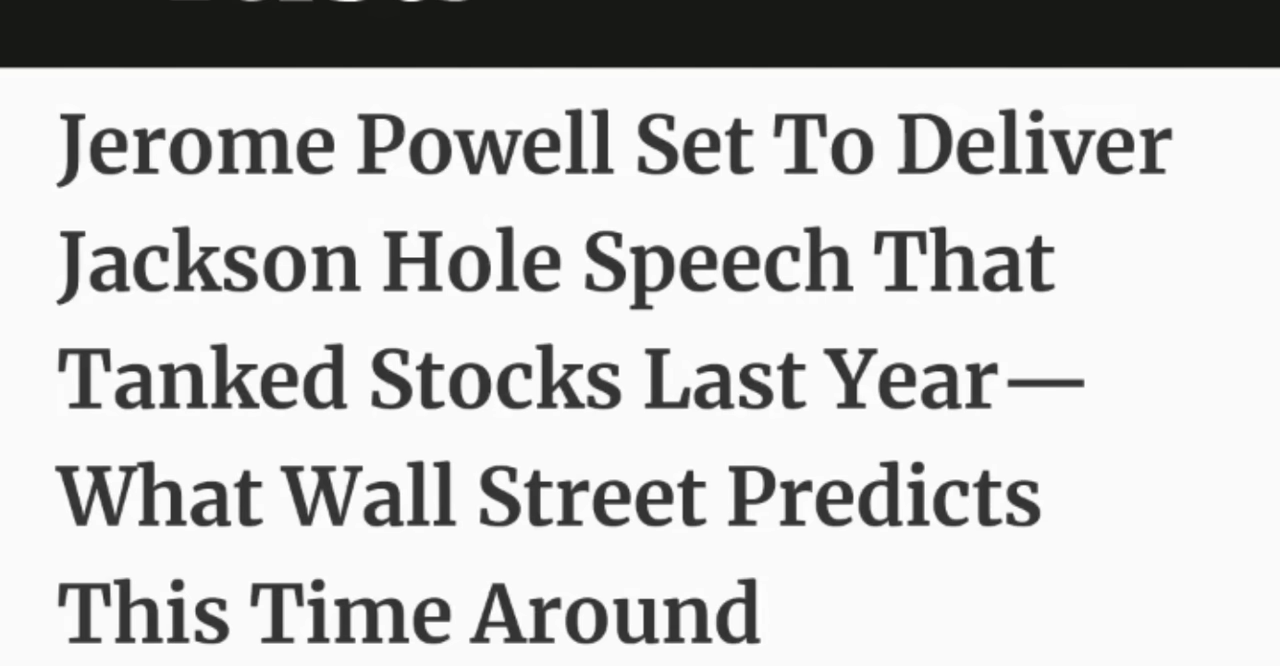 Jerome Powell Set To Deliver
Jackson Hole Speech That
Tanked Stocks Last Year—
What Wall Street Predicts
This Time Around